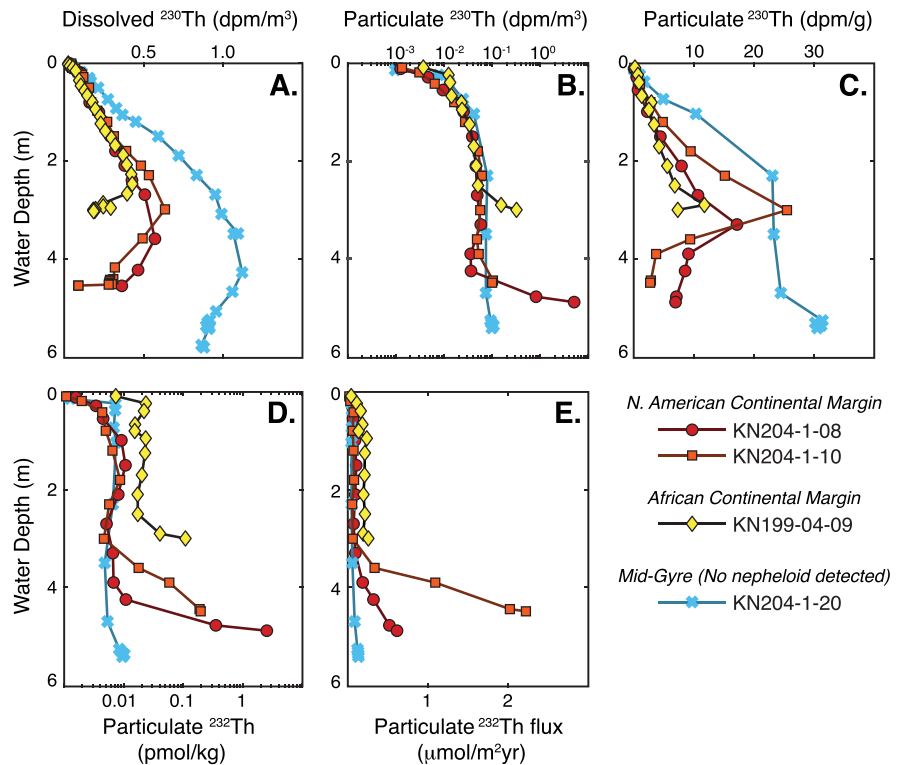 Dissolved ²³⁰Th (dpm/m³)
0.5 1.0
Particulate ²³⁰Th (dpm/m³)
10⁻³ 10⁻² 10⁻¹ 10⁰
Particulate ²³⁰Th (dpm/g)
10 20 30
A.
B.
C.
Water Depth (m)
0
2
4
6
0
2
4
6
0
2
4
6
D.
E.
Water Depth (m)
0
2
4
6
0
2
4
6
0.01 0.1 1
Particulate ²³²Th
(pmol/kg)
1 2
Particulate ²³²Th flux
(μmol/m²yr)
N. American Continental Margin
KN204-1-08
KN204-1-10
African Continental Margin
KN199-04-09
Mid-Gyre (No nepheloid detected)
KN204-1-20